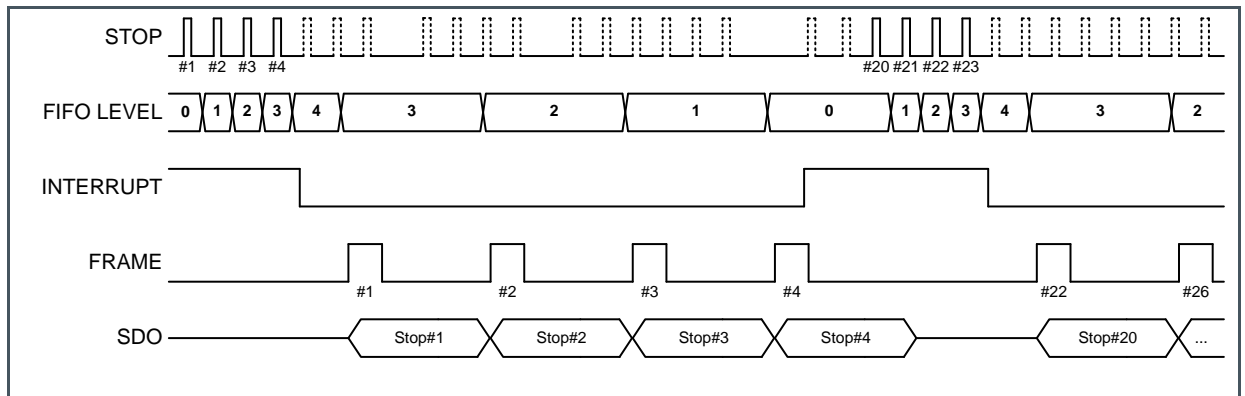 STOP
#1 #2 #3 #4 #20 #21 #22 #23
FIFO LEVEL 0 1 2 3 4 3 2 1 0 1 2 3 4 3 2
INTERRUPT
FRAME
#1 #2 #3 #4 #22 #26
SDO Stop#1 Stop#2 Stop#3 Stop#4 Stop#20 ...